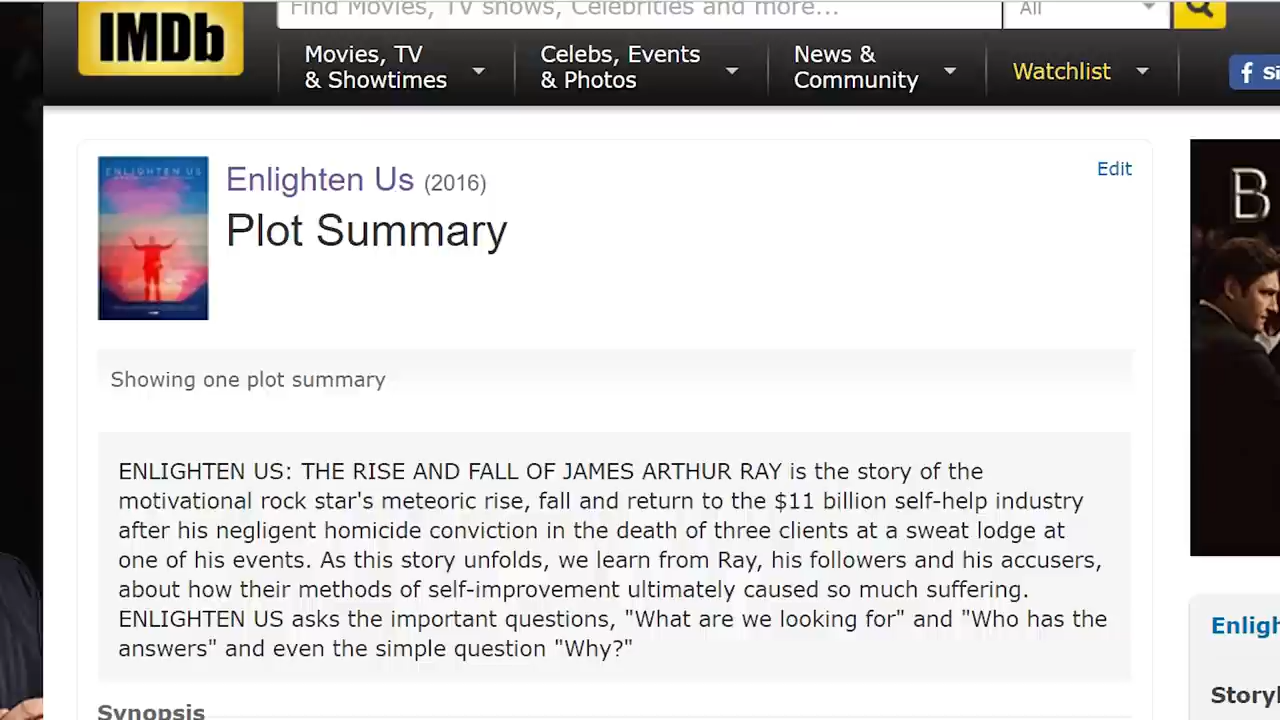 Find Movies, TV shows, Celebrities and more...
All
IMDb
Movies, TV
& Showtimes
Celebs, Events
& Photos
News &
Community
Watchlist
f Si
Enlighten Us (2016)
Edit
Plot Summary
ENLIGHTEN US
B
Showing one plot summary
ENLIGHTEN US: THE RISE AND FALL OF JAMES ARTHUR RAY is the story of the
motivational rock star's meteoric rise, fall and return to the $11 billion self-help industry
after his negligent homicide conviction in the death of three clients at a sweat lodge at
one of his events. As this story unfolds, we learn from Ray, his followers and his accusers,
about how their methods of self-improvement ultimately caused so much suffering.
ENLIGHTEN US asks the important questions, "What are we looking for" and "Who has the
answers" and even the simple question "Why?"
Enligh
Storyl
Synopsis